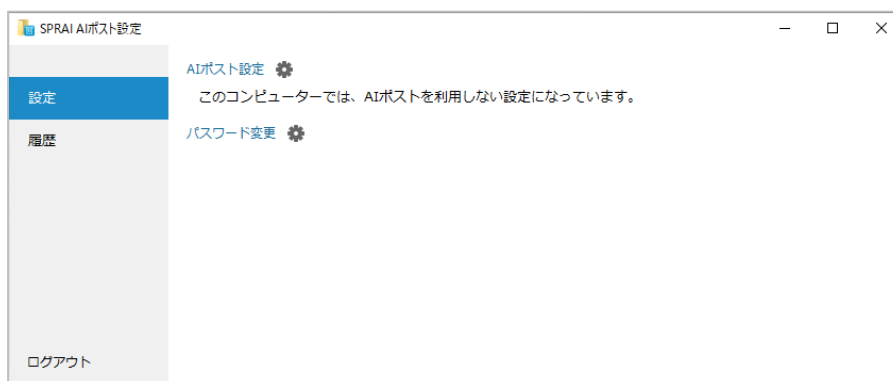 SPRAI AIポスト設定
設定
履歴
ログアウト
AIポスト設定
このコンピューターでは、AIポストを利用しない設定になっています。
パスワード変更